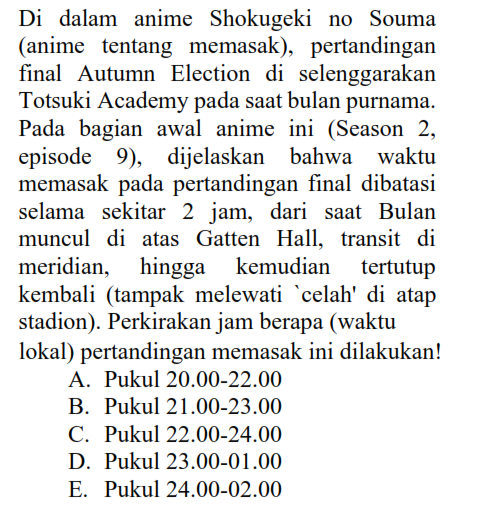 Di dalam anime Shokugeki no Souma
(anime tentang memasak), pertandingan
final Autumn Election di selenggarakan
Totsuki Academy pada saat bulan purnama.
Pada bagian awal anime ini (Season 2,
episode 9), dijelaskan bahwa waktu
memasak pada pertandingan final dibatasi
selama sekitar 2 jam, dari saat Bulan
muncul di atas Gatten Hall, transit di
meridian, hingga kemudian tertutup
kembali (tampak melewati `celah' di atap
stadion). Perkirakan jam berapa (waktu
lokal) pertandingan memasak ini dilakukan!
A. Pukul 20.00-22.00
B. Pukul 21.00-23.00
C. Pukul 22.00-24.00
D. Pukul 23.00-01.00
E. Pukul 24.00-02.00